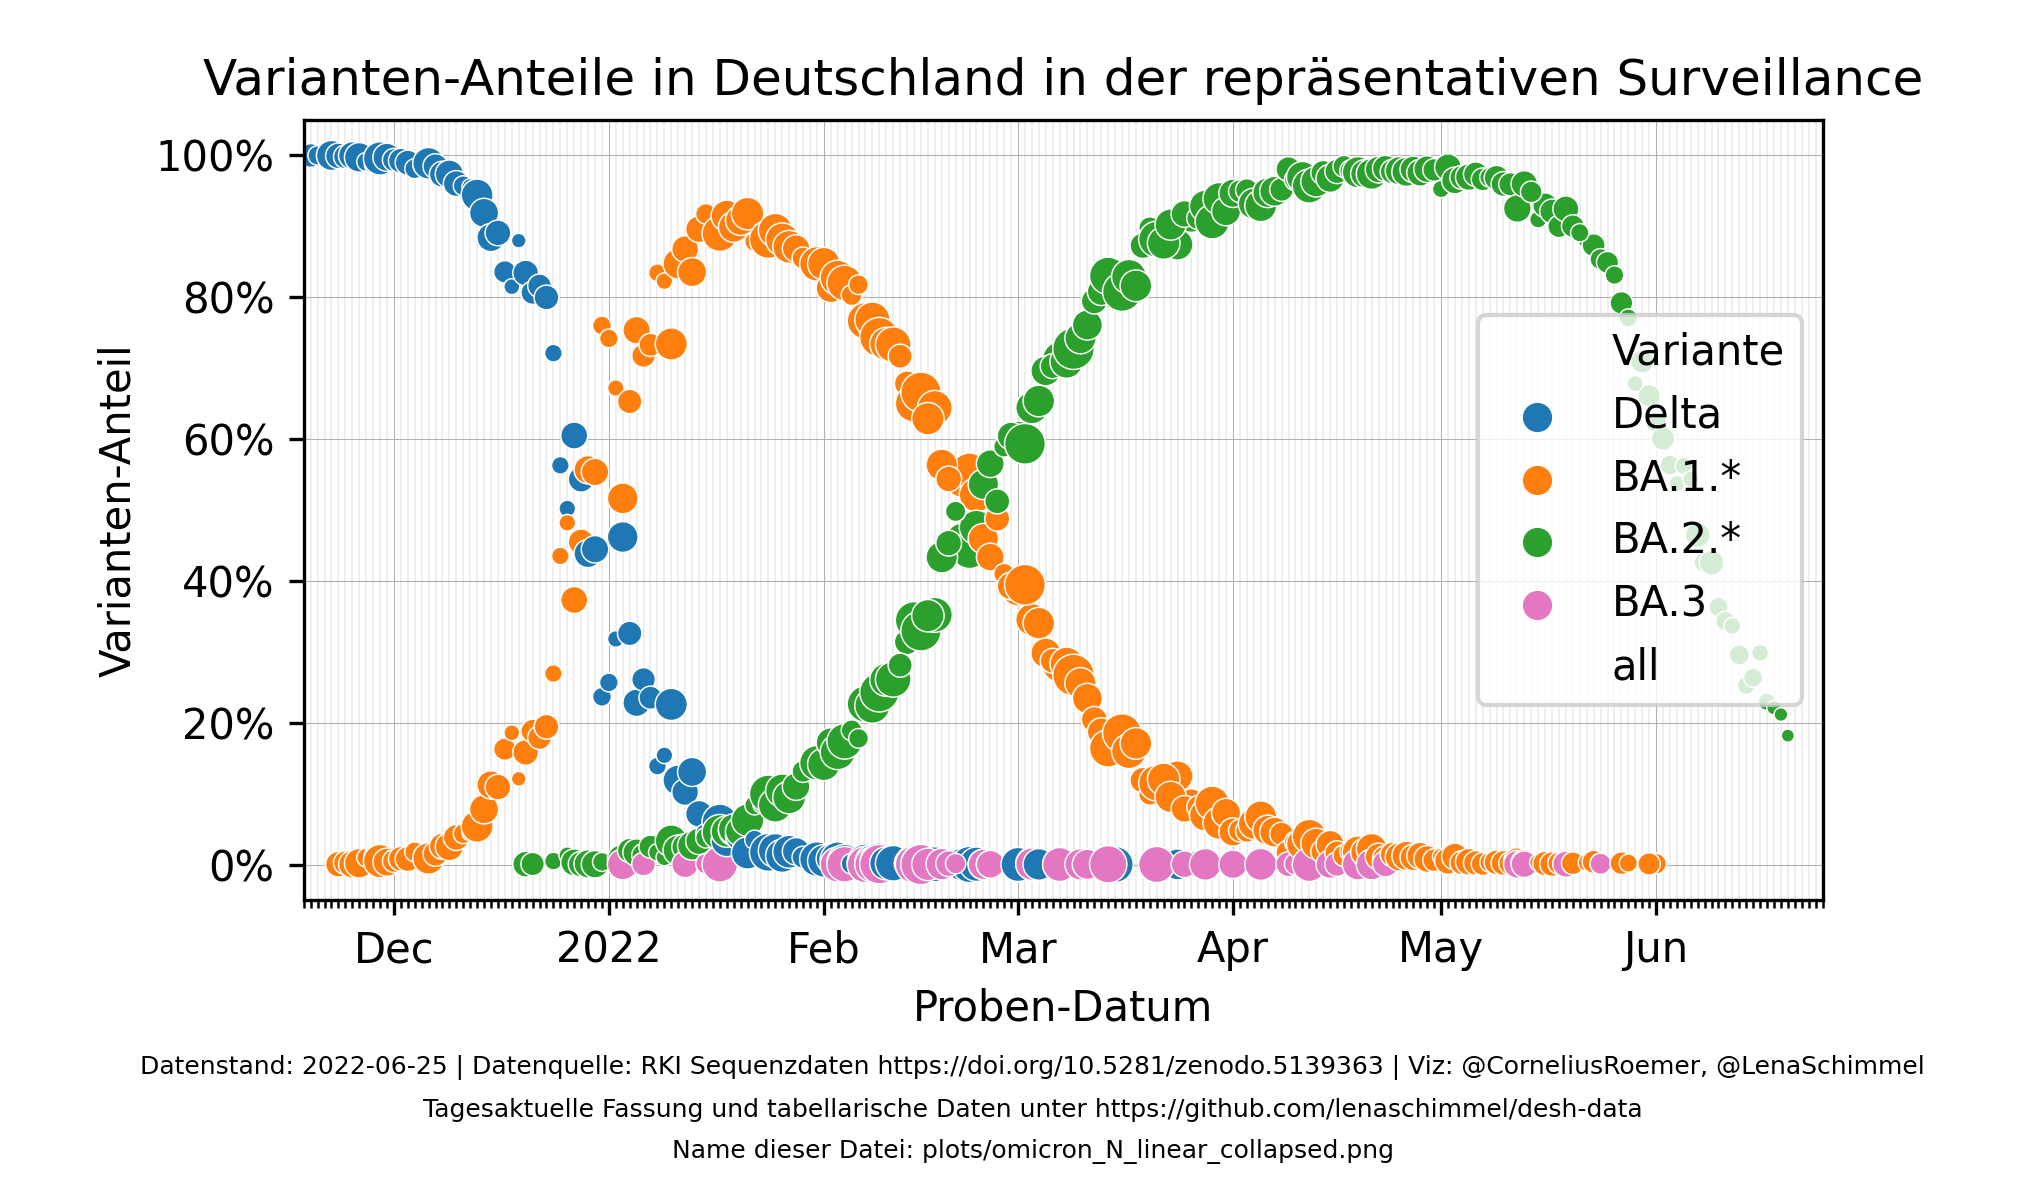 Varianten-Anteile in Deutschland in der repräsentativen Surveillance
100%
80%
60%
40%
20%
0%
Varianten-Anteil
Variante
Delta
BA.1.*
BA.2.*
BA.3
all
Dec 2022 Feb Mar Apr May Jun
Proben-Datum
Datenstand: 2022-06-25 | Datenquelle: RKI Sequenzdaten https://doi.org/10.5281/zenodo.5139363 | Viz: @CorneliusRoemer, @LenaSchimmel
Tagesaktuelle Fassung und tabellarische Daten unter https://github.com/lenaschimmel/desh-data
Name dieser Datei: plots/omicron_N_linear_collapsed.png